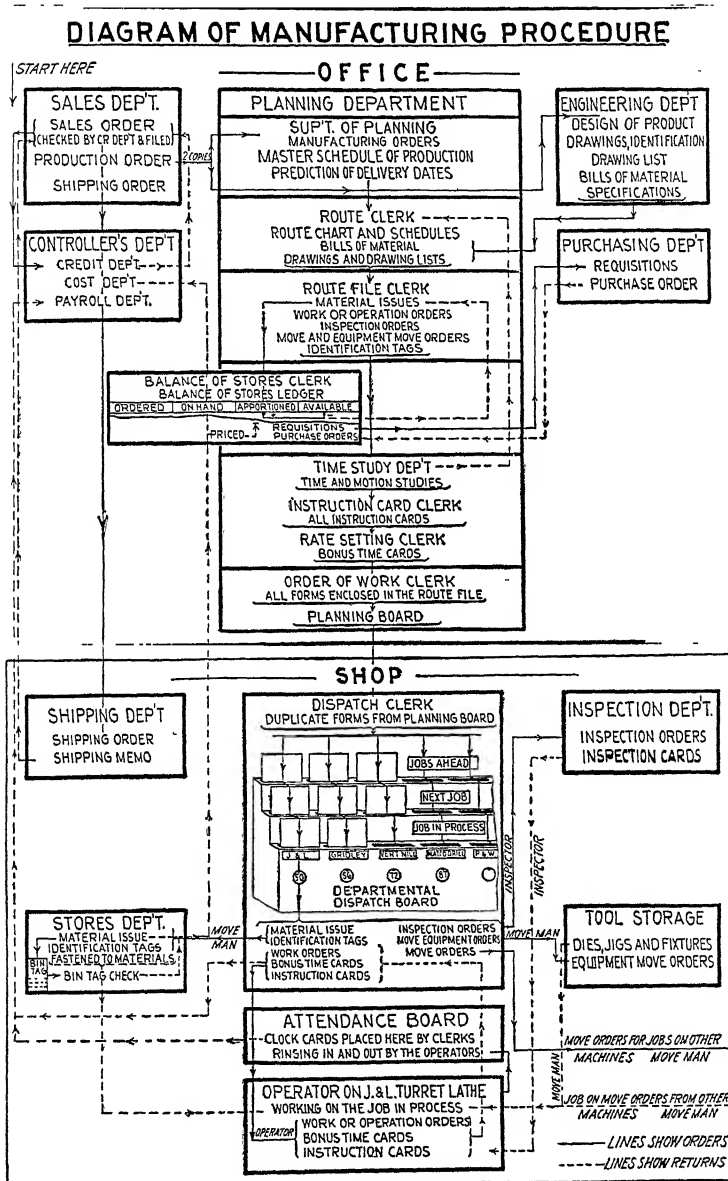 DIAGRAM OF MANUFACTURING PROCEDURE
START HERE
OFFICE
SALES DEP'T.
SALES ORDER
(CHECKED BY CR DEP'T & FILED)
PRODUCTION ORDER
2 COPIES
SHIPPING ORDER
PLANNING DEPARTMENT
SUP'T. OF PLANNING
MANUFACTURING ORDERS
MASTER SCHEDULE OF PRODUCTION
PREDICTION OF DELIVERY DATES
ENGINEERING DEP'T
DESIGN OF PRODUCT
DRAWINGS, IDENTIFICATION
DRAWING LIST
BILLS OF MATERIAL
SPECIFICATIONS
CONTROLLER'S DEP'T
CREDIT DEP'T.
COST DEP'T
PAYROLL DEP'T.
ROUTE CLERK
ROUTE CHART AND SCHEDULES
BILLS OF MATERIAL
DRAWINGS AND DRAWING LISTS
PURCHASING DEP'T
REQUISITIONS
PURCHASE ORDER
ROUTE FILE CLERK
MATERIAL ISSUES
WORK OR OPERATION ORDERS
INSPECTION ORDERS
MOVE AND EQUIPMENT MOVE ORDERS
IDENTIFICATION TAGS
BALANCE OF STORES CLERK
BALANCE OF STORES LEDGER
ORDERED ON HAND APPORTIONED AVAILABLE
PRICED
REQUISITIONS
PURCHASE ORDERS
TIME STUDY DEP'T
TIME AND MOTION STUDIES
INSTRUCTION CARD CLERK
ALL INSTRUCTION CARDS
RATE SETTING CLERK
BONUS TIME CARDS
ORDER OF WORK CLERK
ALL FORMS ENCLOSED IN THE ROUTE FILE
PLANNING BOARD
SHOP
SHIPPING DEP'T
SHIPPING ORDER
SHIPPING MEMO
DISPATCH CLERK
DUPLICATE FORMS FROM PLANNING BOARD
JOBS AHEAD
NEXT JOB
JOB IN PROCESS
J. & L. GRIDLEY VERT MILL P & W
50 56 72 87
DEPARTMENTAL
DISPATCH BOARD
INSPECTION DEPT.
INSPECTION ORDERS
INSPECTION CARDS
INSPECTOR
INSPECTOR
STORES DEPT.
MATERIAL ISSUE
IDENTIFICATION TAGS
FASTENED TO MATERIALS
BIN TAG
BIN TAG CHECK
MOVE MAN
MATERIAL ISSUE
IDENTIFICATION TAGS
WORK ORDERS
BONUS TIME CARDS
INSTRUCTION CARDS
INSPECTION ORDERS
MOVE EQUIPMENT ORDERS
MOVE ORDERS
MOVE MAN
TOOL STORAGE
DIES, JIGS AND FIXTURES
EQUIPMENT MOVE ORDERS
MOVE MAN
ATTENDANCE BOARD
CLOCK CARDS PLACED HERE BY CLERKS
RINSING IN AND OUT BY THE OPERATORS
MOVE ORDERS FOR JOBS ON OTHER
MACHINES MOVE MAN
OPERATOR ON J. & L. TURRET LATHE
WORKING ON THE JOB IN PROCESS
OPERATOR
WORK OR OPERATION ORDERS
BONUS TIME CARDS
INSTRUCTION CARDS
JOB ON MOVE ORDERS FROM OTHER
MACHINES MOVE MAN
LINES SHOW ORDERS
LINES SHOW RETURNS